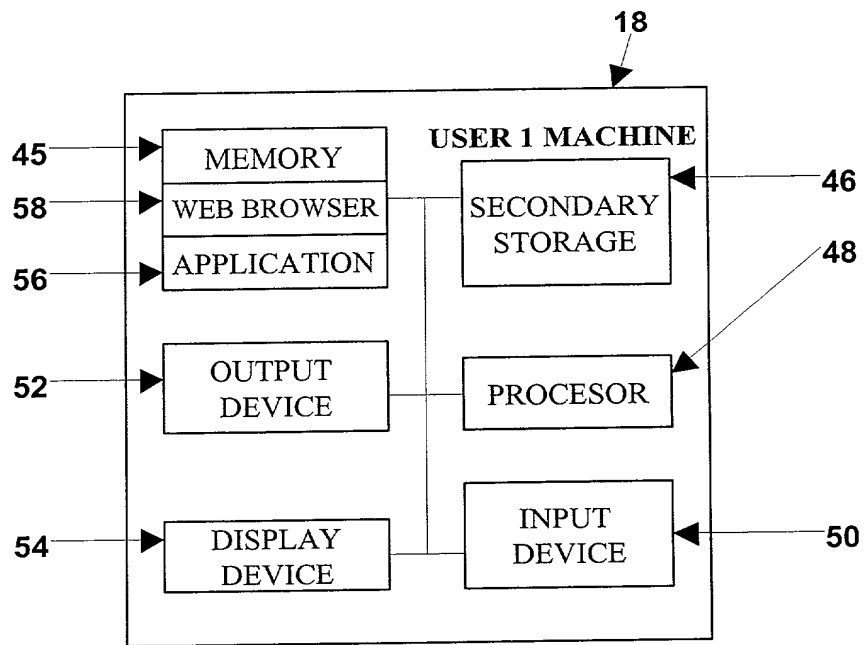 18
USER 1 MACHINE
45
MEMORY
58
WEB BROWSER
56
APPLICATION
SECONDARY
STORAGE
46
48
52
OUTPUT
DEVICE
PROCESOR
54
DISPLAY
DEVICE
INPUT
DEVICE
50